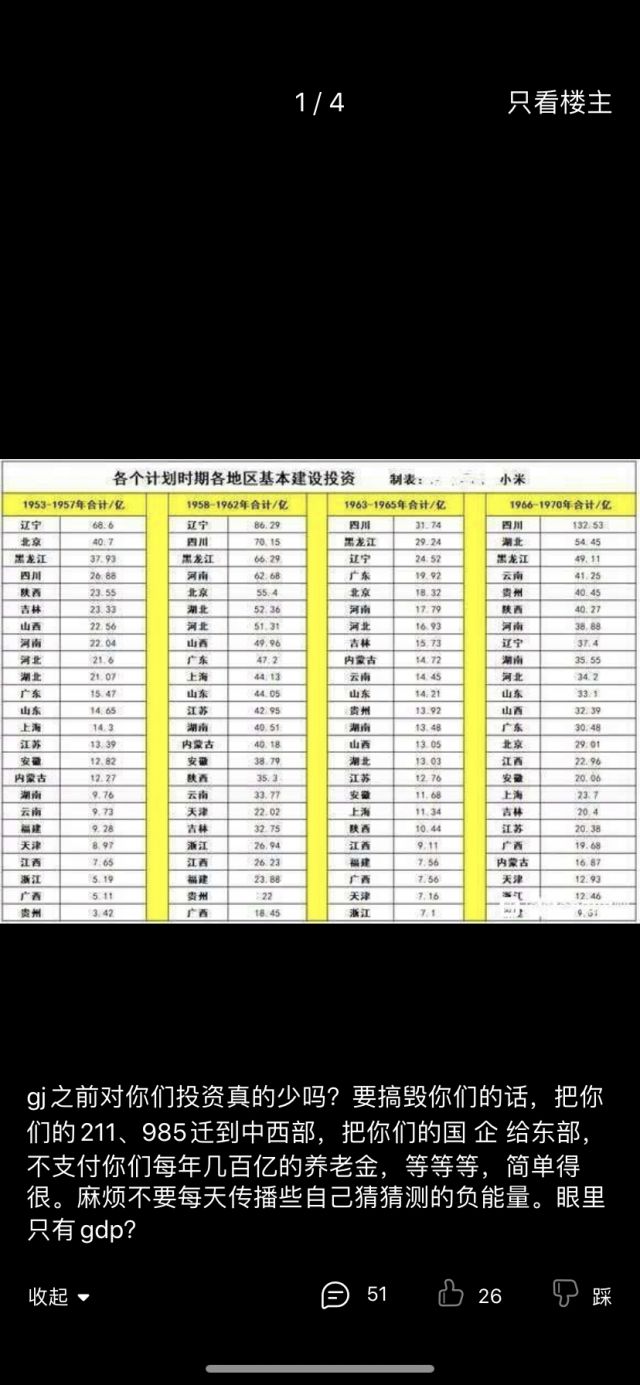 1 / 4
只看楼主
各个计划时期各地区基本建设投资 制表： 小米
1953-1957年合计/亿 1958-1962年合计/亿 1963-1965年合计/亿 1966-1970年合计/亿
辽宁 68.6 辽宁 86.29 四川 31.74 四川 132.53
北京 40.7 四川 70.15 黑龙江 29.24 湖北 54.45
黑龙江 37.93 黑龙江 66.29 辽宁 24.52 黑龙江 49.11
四川 26.88 河南 62.68 广东 19.92 云南 41.25
陕西 23.55 北京 55.4 北京 18.32 贵州 40.45
吉林 23.33 湖北 52.36 河南 17.79 陕西 40.27
山西 22.56 河北 51.31 河北 16.93 河南 38.88
河南 22.04 山西 49.96 吉林 15.73 辽宁 37.4
河北 21.6 广东 47.2 内蒙古 14.72 湖南 35.55
湖北 21.07 上海 44.13 云南 14.45 河北 34.2
广东 15.47 山东 44.05 山东 14.21 山东 33.1
山东 14.65 江苏 42.95 贵州 13.92 山西 32.39
上海 14.3 湖南 40.51 湖南 13.48 广东 30.48
江苏 13.39 内蒙古 40.18 山西 13.05 北京 29.01
安徽 12.82 安徽 38.79 湖北 13.03 江西 22.96
内蒙古 12.27 陕西 35.3 江苏 12.76 安徽 20.06
湖南 9.76 云南 33.77 安徽 11.68 上海 23.7
云南 9.73 天津 22.02 上海 11.34 吉林 20.4
福建 9.28 吉林 32.75 陕西 10.44 江苏 20.38
天津 8.97 浙江 26.94 江西 9.11 广西 19.68
江西 7.65 江西 26.23 福建 7.56 内蒙古 16.87
浙江 5.19 福建 23.88 广西 7.56 天津 12.93
广西 5.11 贵州 22 天津 7.16 12.46
贵州 3.42 广西 18.45 浙江 7.1
gj之前对你们投资真的少吗？要搞毁你们的话，把你
们的211、985迁到中西部，把你们的国 企 给东部，
不支付你们每年几百亿的养老金，等等等，简单得
很。麻烦不要每天传播些自己猜猜测的负能量。眼里
只有gdp?
收起 51 26 踩